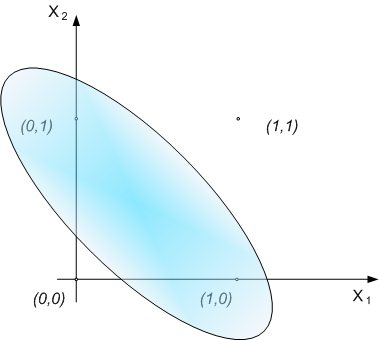 X2
(0,1)
(1,1)
(0,0)
(1,0)
X1